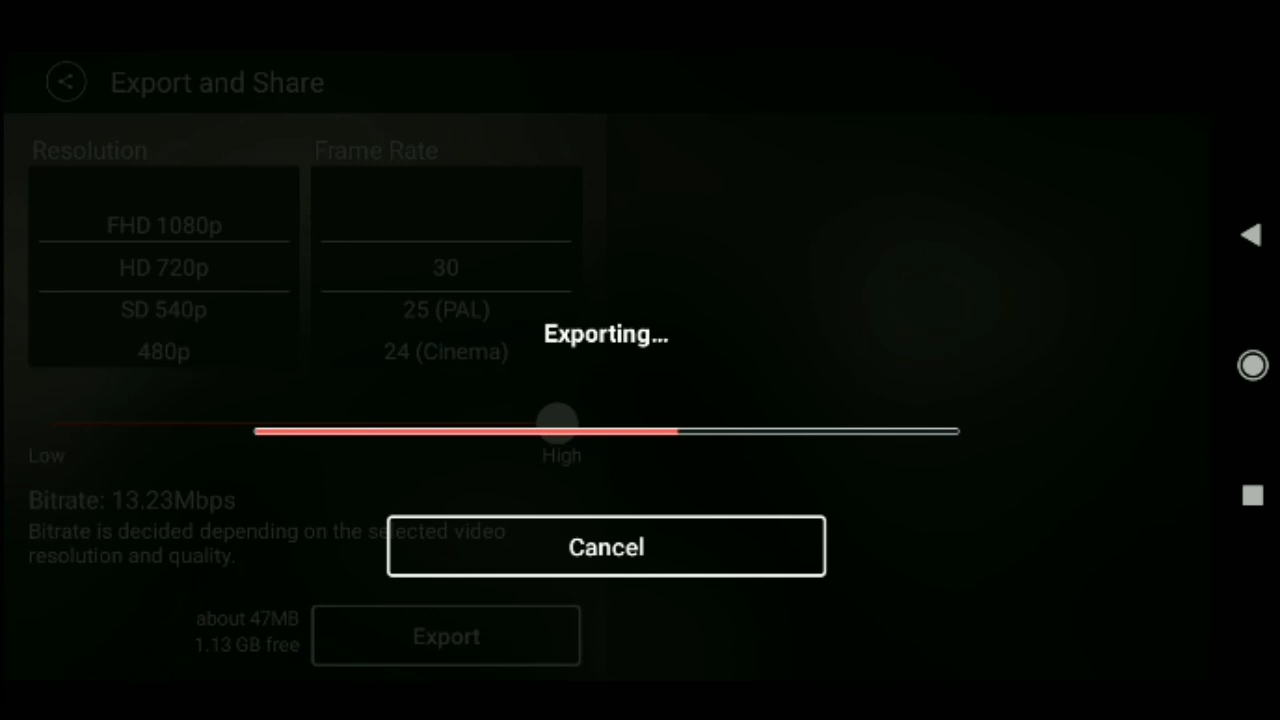 Export and Share
Resolution
Frame Rate
FHD 1080p
HD 720p
SD 540p
480p
30
25 (PAL)
24 (Cinema)
Exporting...
Low
High
Bitrate: 13.23Mbps
Bitrate is decided depending on the selected video
resolution and quality.
Cancel
about 47MB
1.13 GB free
Export